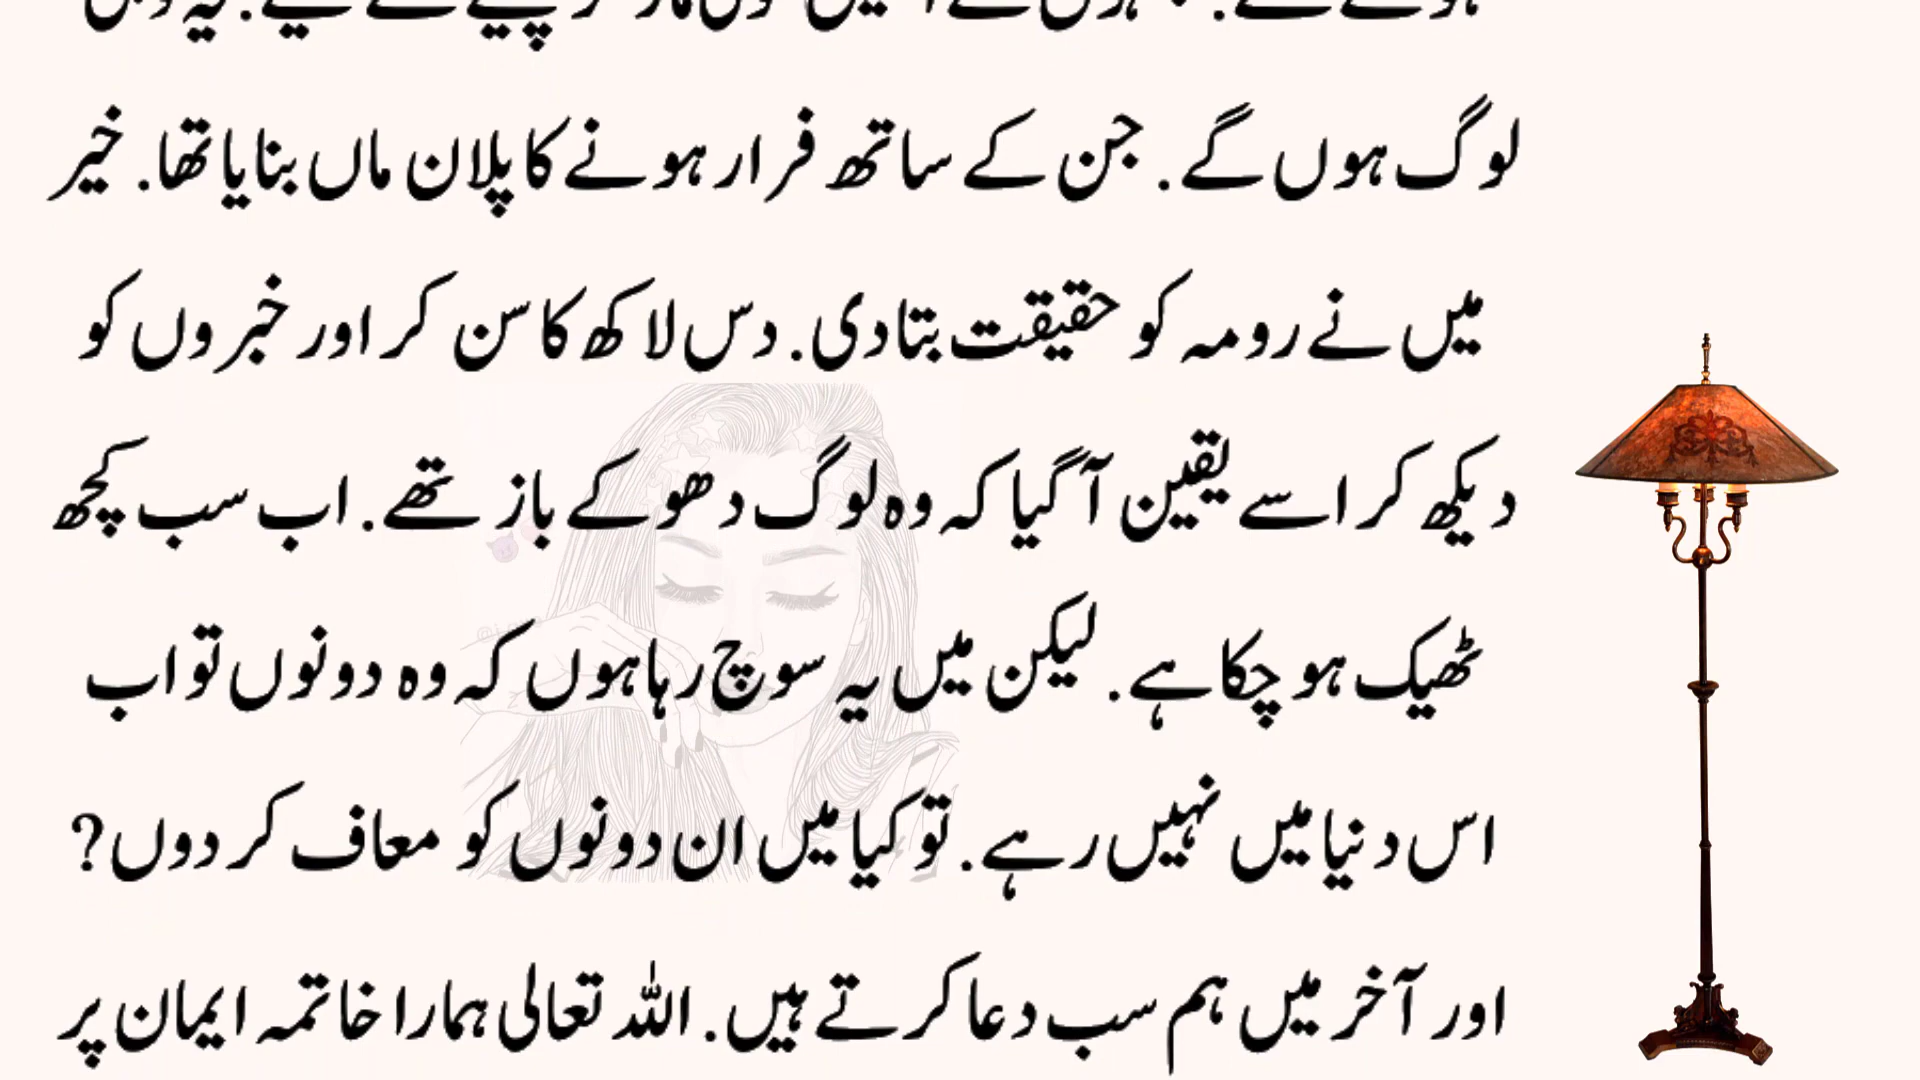 لوگ ہوں گے. جن کے ساتھ فرار ہونے کا پلان ماں بنایا تھا. خیر
میں نے رومہ کو حقیقت بتا دی. دس لاکھ کا سن کر اور خبروں کو
دیکھ کر اسے یقین آ گیا کہ وہ لوگ دھوکے باز تھے. اب سب کچھ
ٹھیک ہو چکا ہے. لیکن میں یہ سوچ رہا ہوں کہ وہ دونوں تو اب
اس دنیا میں نہیں رہے. تو کیا میں ان دونوں کو معاف کر دوں?
اور آخر میں ہم سب دعا کرتے ہیں. اللہ تعالی ہمارا خاتمہ ایمان پر